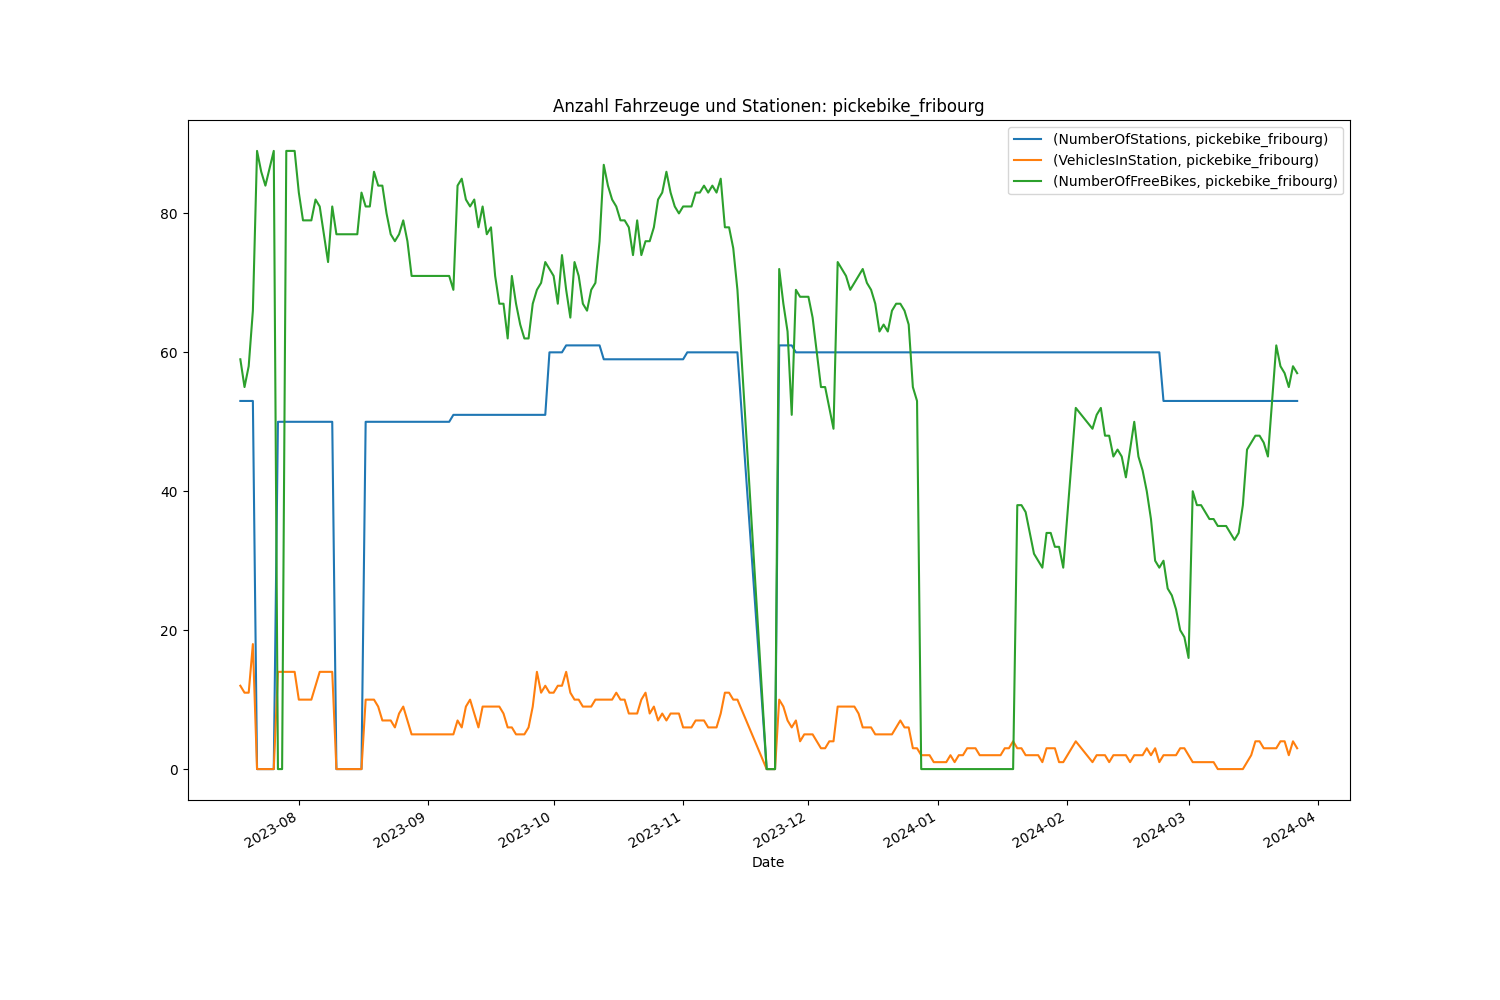 Anzahl Fahrzeuge und Stationen: pickebike_fribourg
(NumberOfStations, pickebike_fribourg)
(VehiclesInStation, pickebike_fribourg)
(NumberOfFreeBikes, pickebike_fribourg)
80
60
40
20
0
2023-08
2023-09
2023-10
2023-11
2023-12
2024-01
2024-02
2024-03
2024-04
Date